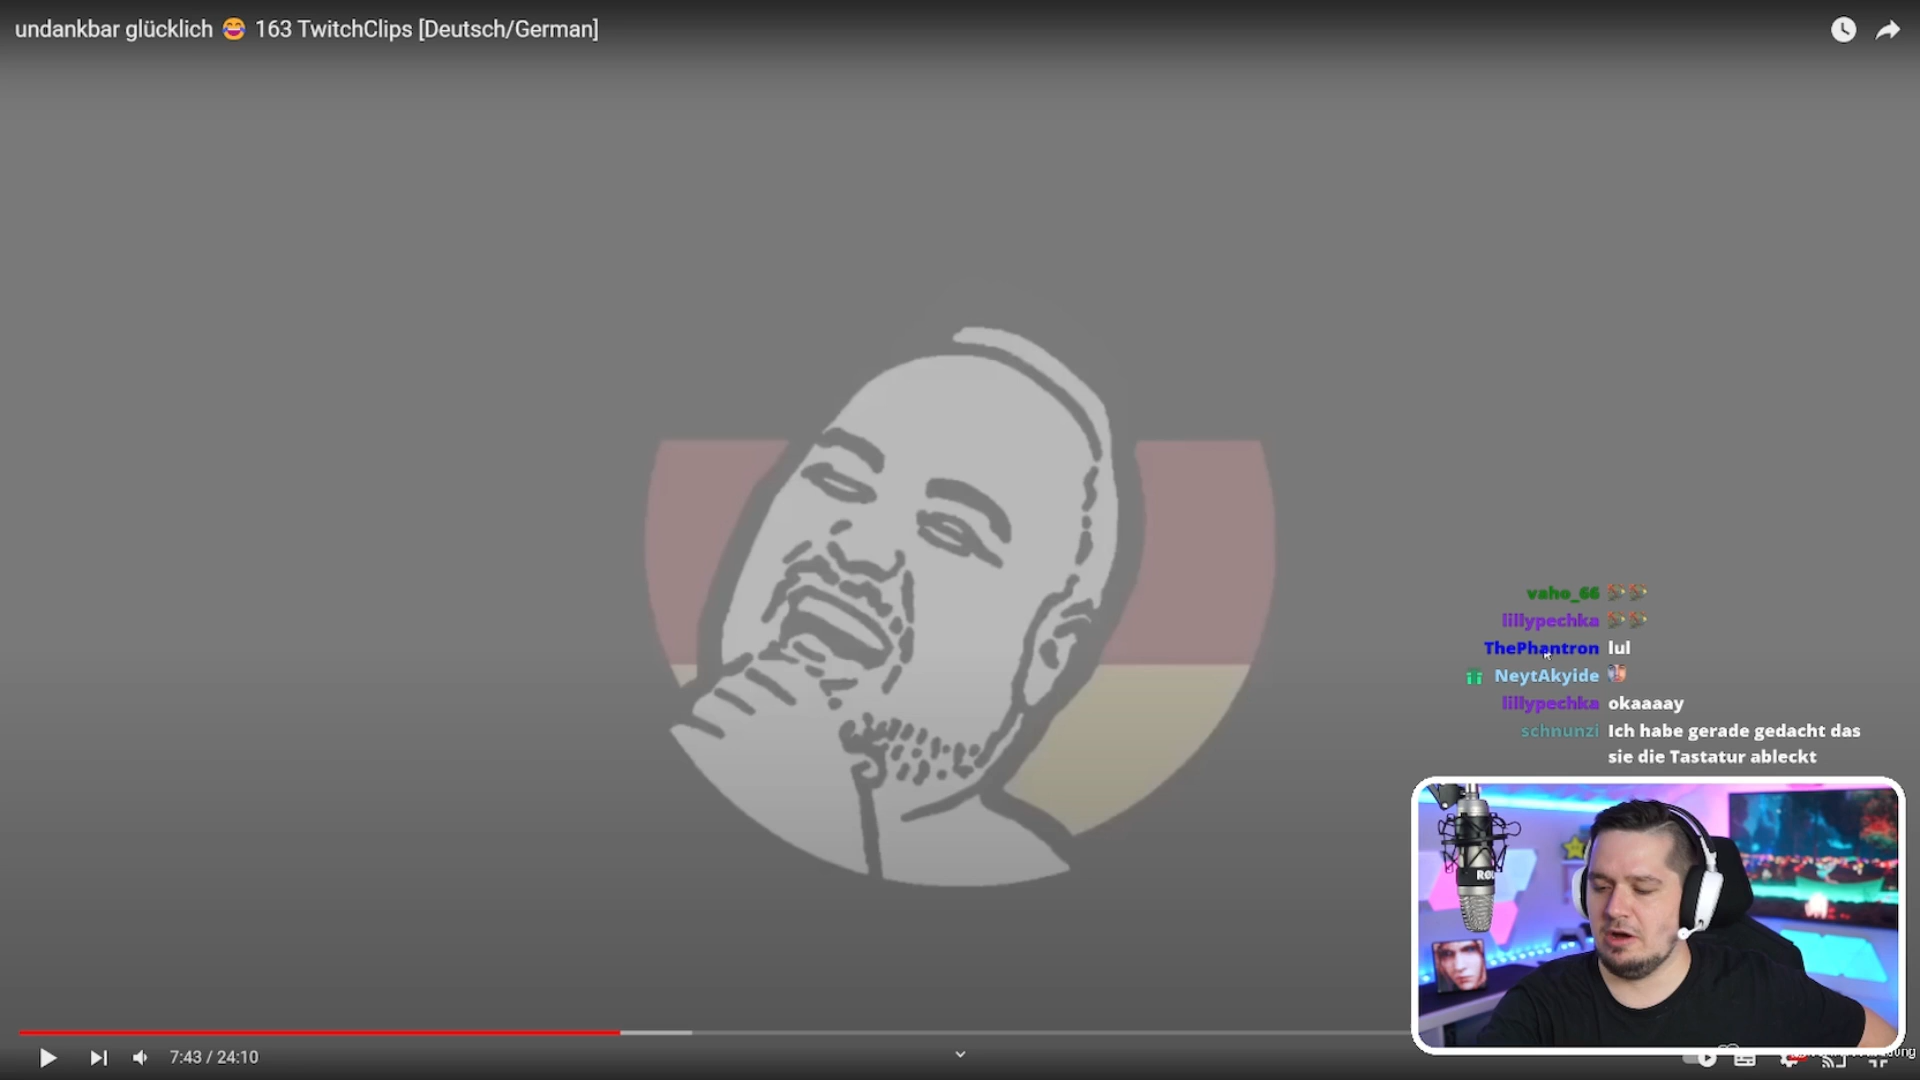 undankbar glücklich 😂 163 TwitchClips [Deutsch/German]
vaho_66
lillypechka
ThePhantron lul
NeytAkyide
lillypechka okaaaay
schnunzi Ich habe gerade gedacht das
sie die Tastatur ableckt
7:43 / 24:10